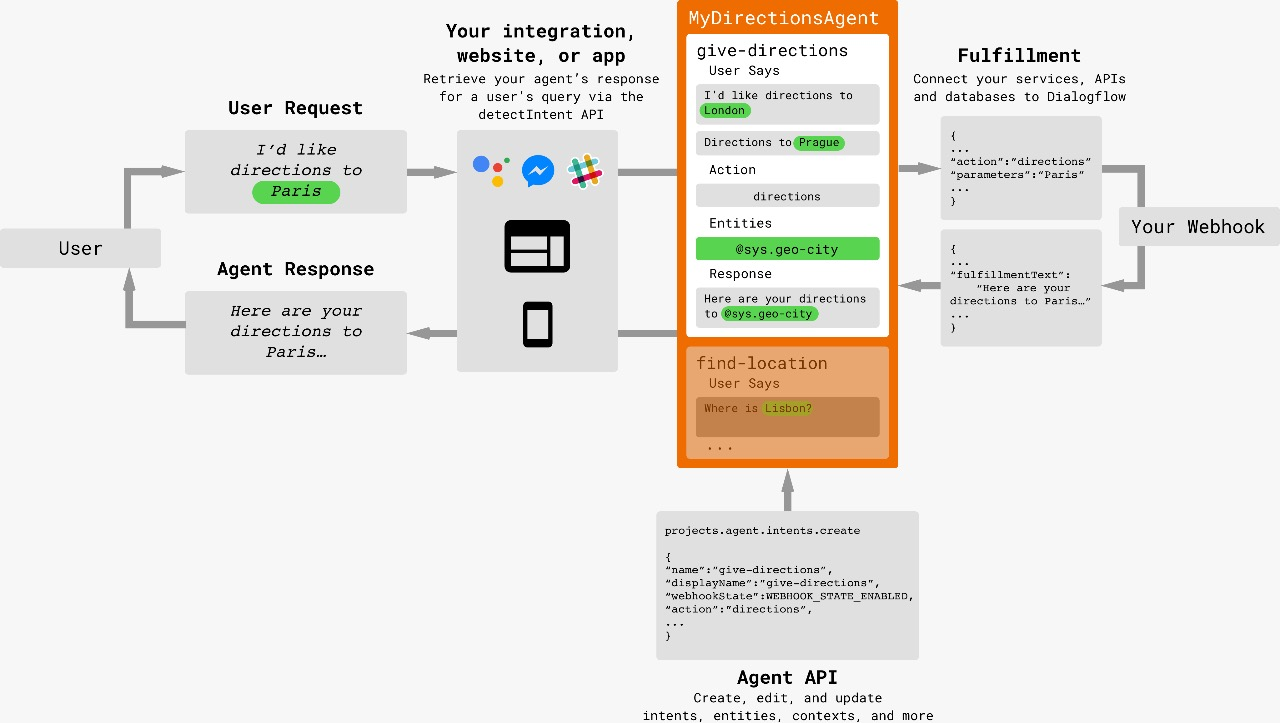 User
User Request
I’d like
directions to
Paris
Agent Response
Here are your
directions to
Paris…
Your integration,
website, or app
Retrieve your agent’s response
for a user’s query via the
detectIntent API
MyDirectionsAgent
give-directions
User Says
I'd like directions to
London
Directions to Prague
Action
directions
Entities
@sys.geo-city
Response
Here are your directions
to @sys.geo-city
find-location
User Says
Where is Lisbon?
...
Fulfillment
Connect your services, APIs
and databases to Dialogflow
{
...
“action”:”directions”
“parameters”:“Paris”
...
}
Your Webhook
{
...
“fulfillmentText”:
“Here are your
directions to Paris…”
...
}
projects.agent.intents.create
{
“name”:”give-directions”,
“displayName”:”give-directions”,
“webhookState”:WEBHOOK_STATE_ENABLED,
“action”:”directions”,
...
}
Agent API
Create, edit, and update
intents, entities, contexts, and more